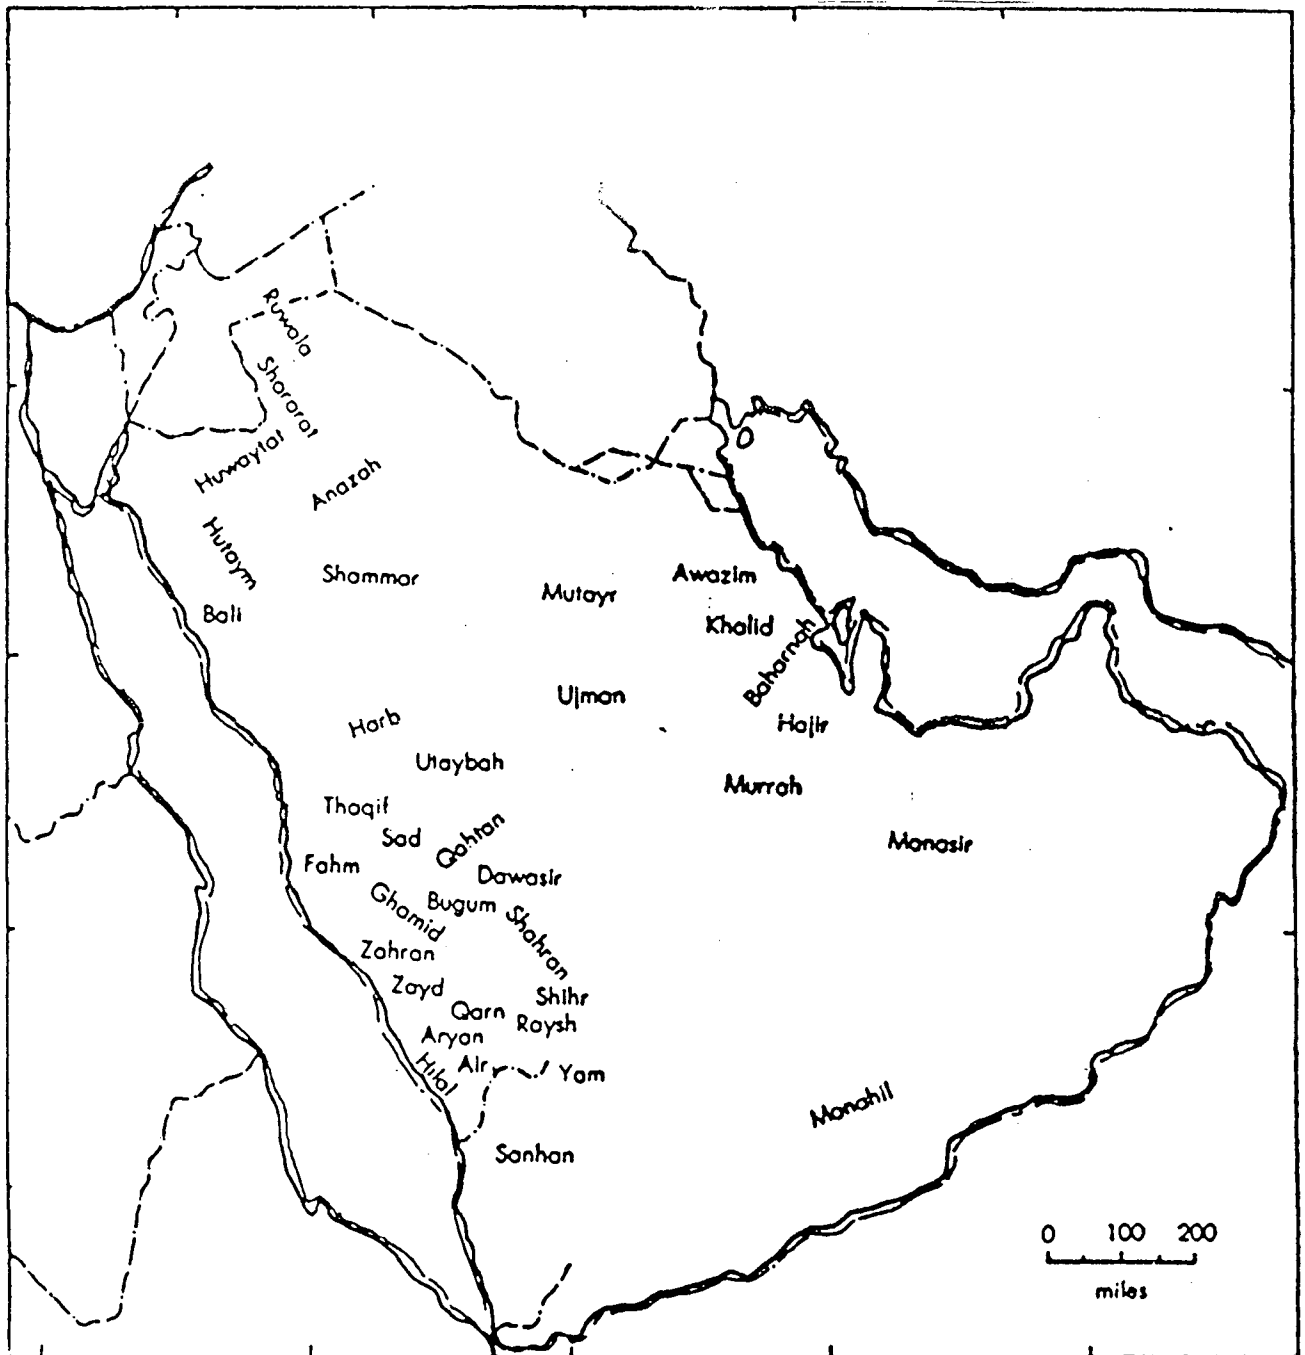 Ruwala
Shararat
Huwaytat
Anazah
Hutaym
Shammar
Mutayr
Awazim
Bali
Khalid
Baharnah
Ujman
Harb
Hajir
Utaybah
Murrah
Thaqif
Sad
Qahtan
Manasir
Fahm
Dawasir
Ghamid
Bugum
Shahran
Zahran
Zayd
Shihr
Qarn
Raysh
Aryan
Hilal
Air
Yam
Manahil
Sanhan
0 100 200
miles